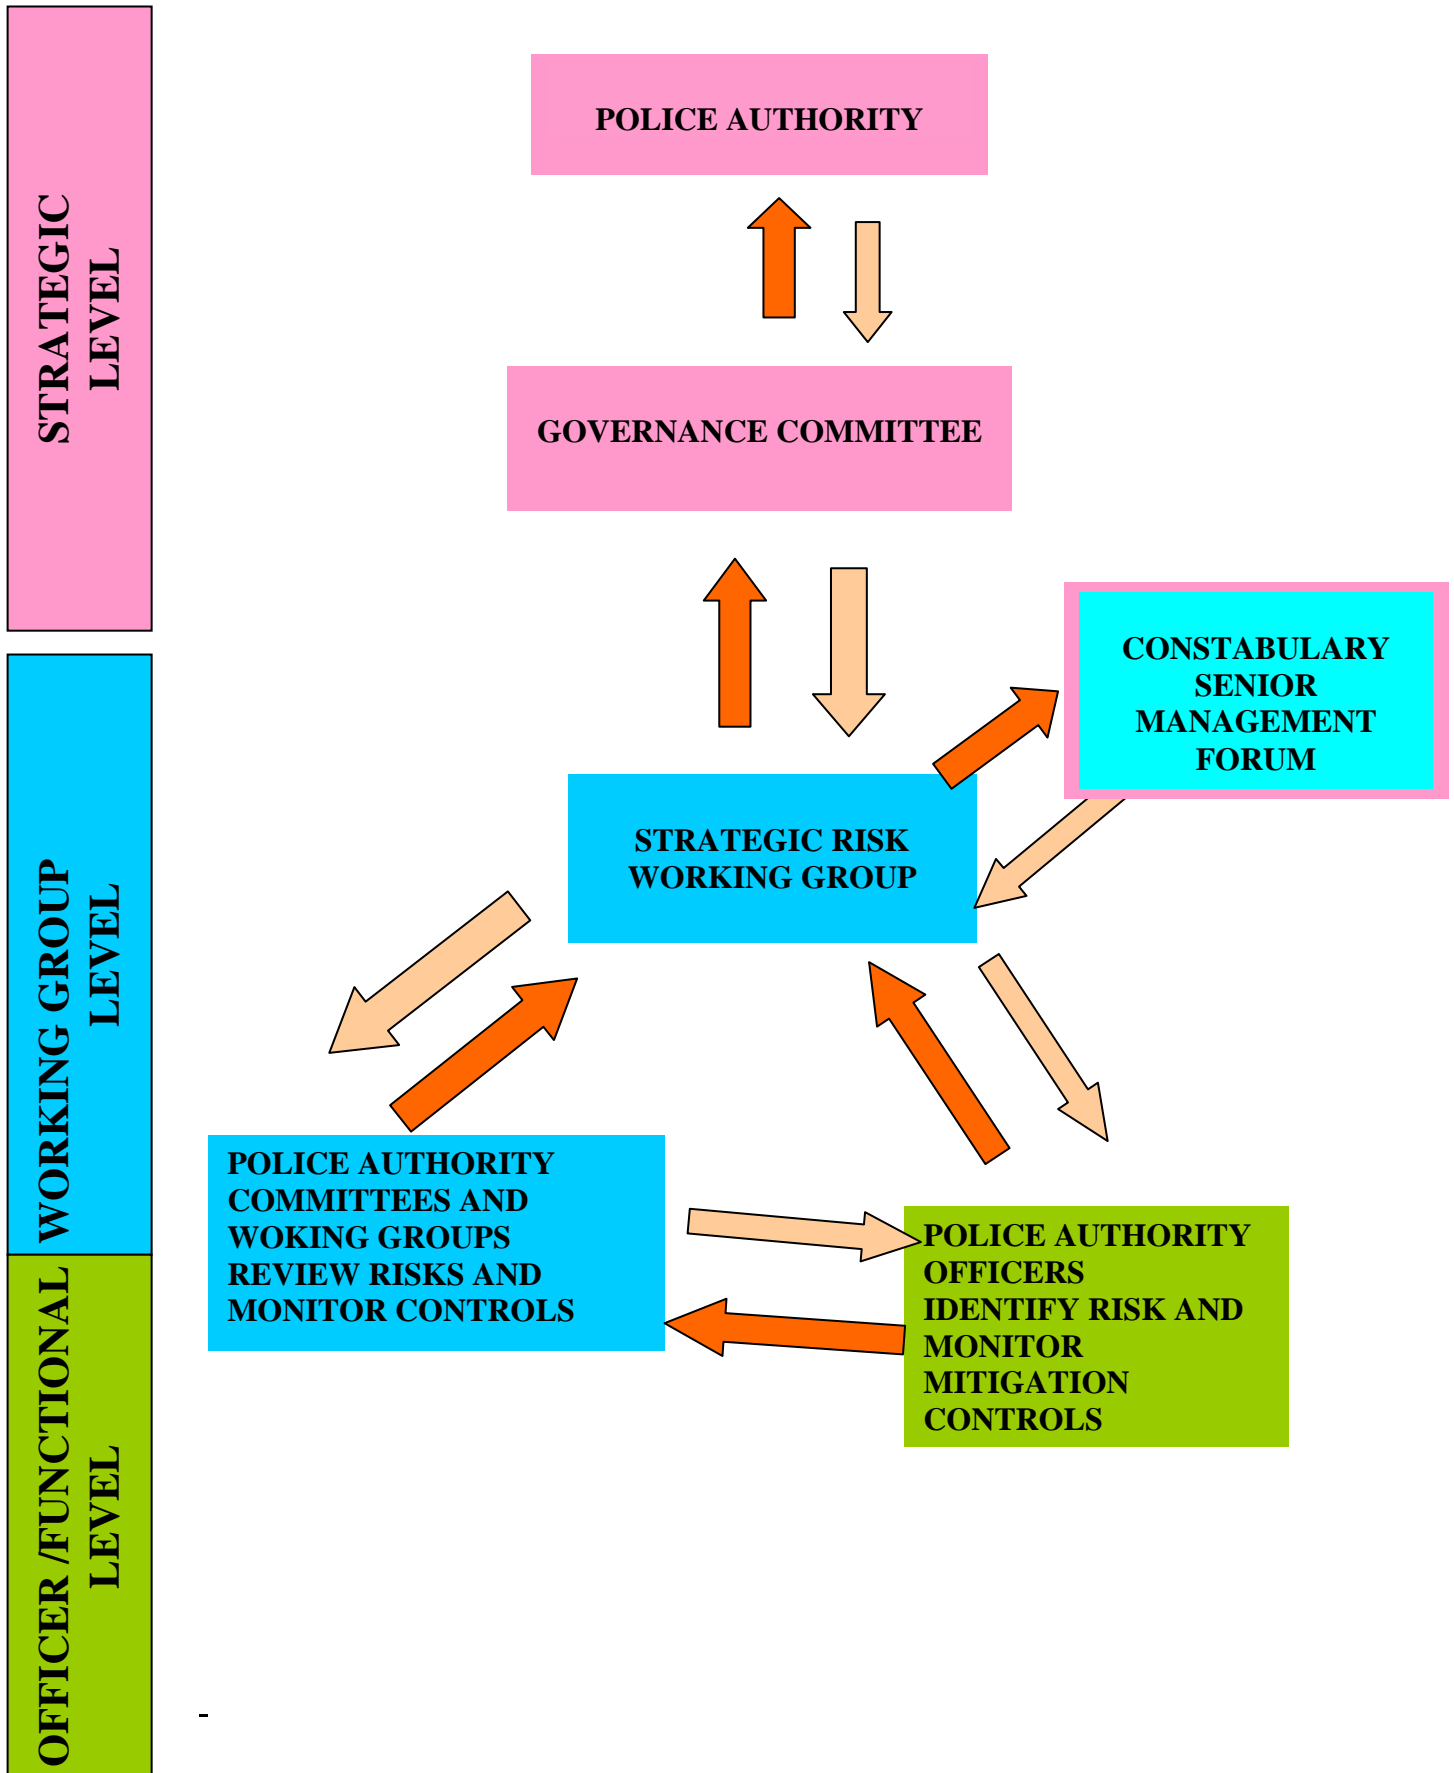 STRATEGIC
LEVEL
POLICE AUTHORITY
GOVERNANCE COMMITTEE
CONSTABULARY
SENIOR
MANAGEMENT
FORUM
WORKING GROUP
LEVEL
STRATEGIC RISK
WORKING GROUP
POLICE AUTHORITY
COMMITTEES AND
WOKING GROUPS
REVIEW RISKS AND
MONITOR CONTROLS
POLICE AUTHORITY
OFFICERS
IDENTIFY RISK AND
MONITOR
MITIGATION
CONTROLS
OFFICER /FUNCTIONAL
LEVEL
-